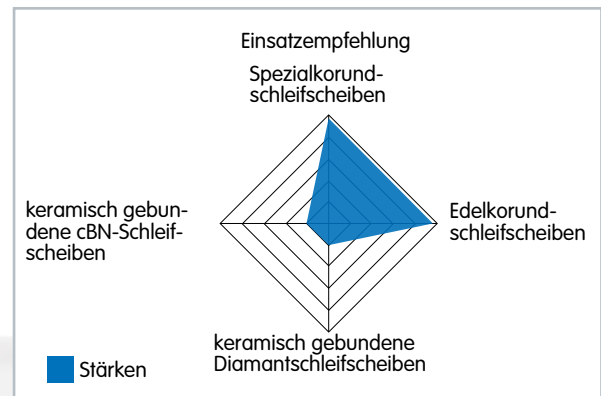 Einsatzempfehlung
Spezialkorund-
schleifscheiben
keramisch gebun-
dene cBN-Schleif-
scheiben
Edelkorund-
schleifscheiben
keramisch gebundene
Diamantschleifscheiben
Stärken